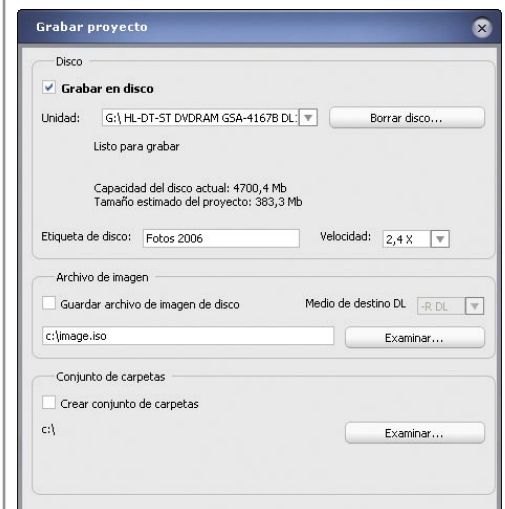 Grabar proyecto
Disco
Grabar en disco
Unidad: G:\ HL-DT-ST DVDRAM GSA-4167B DL: Borrar disco...
Listo para grabar
Capacidad del disco actual: 4700,4 Mb
Tamaño estimado del proyecto: 383,3 Mb
Etiqueta de disco: Fotos 2006 Velocidad: 2,4 X
Archivo de imagen
Guardar archivo de imagen de disco Medio de destino DL -R DL
c:\image.iso Examinar...
Conjunto de carpetas
Crear conjunto de carpetas
c:\ Examinar...